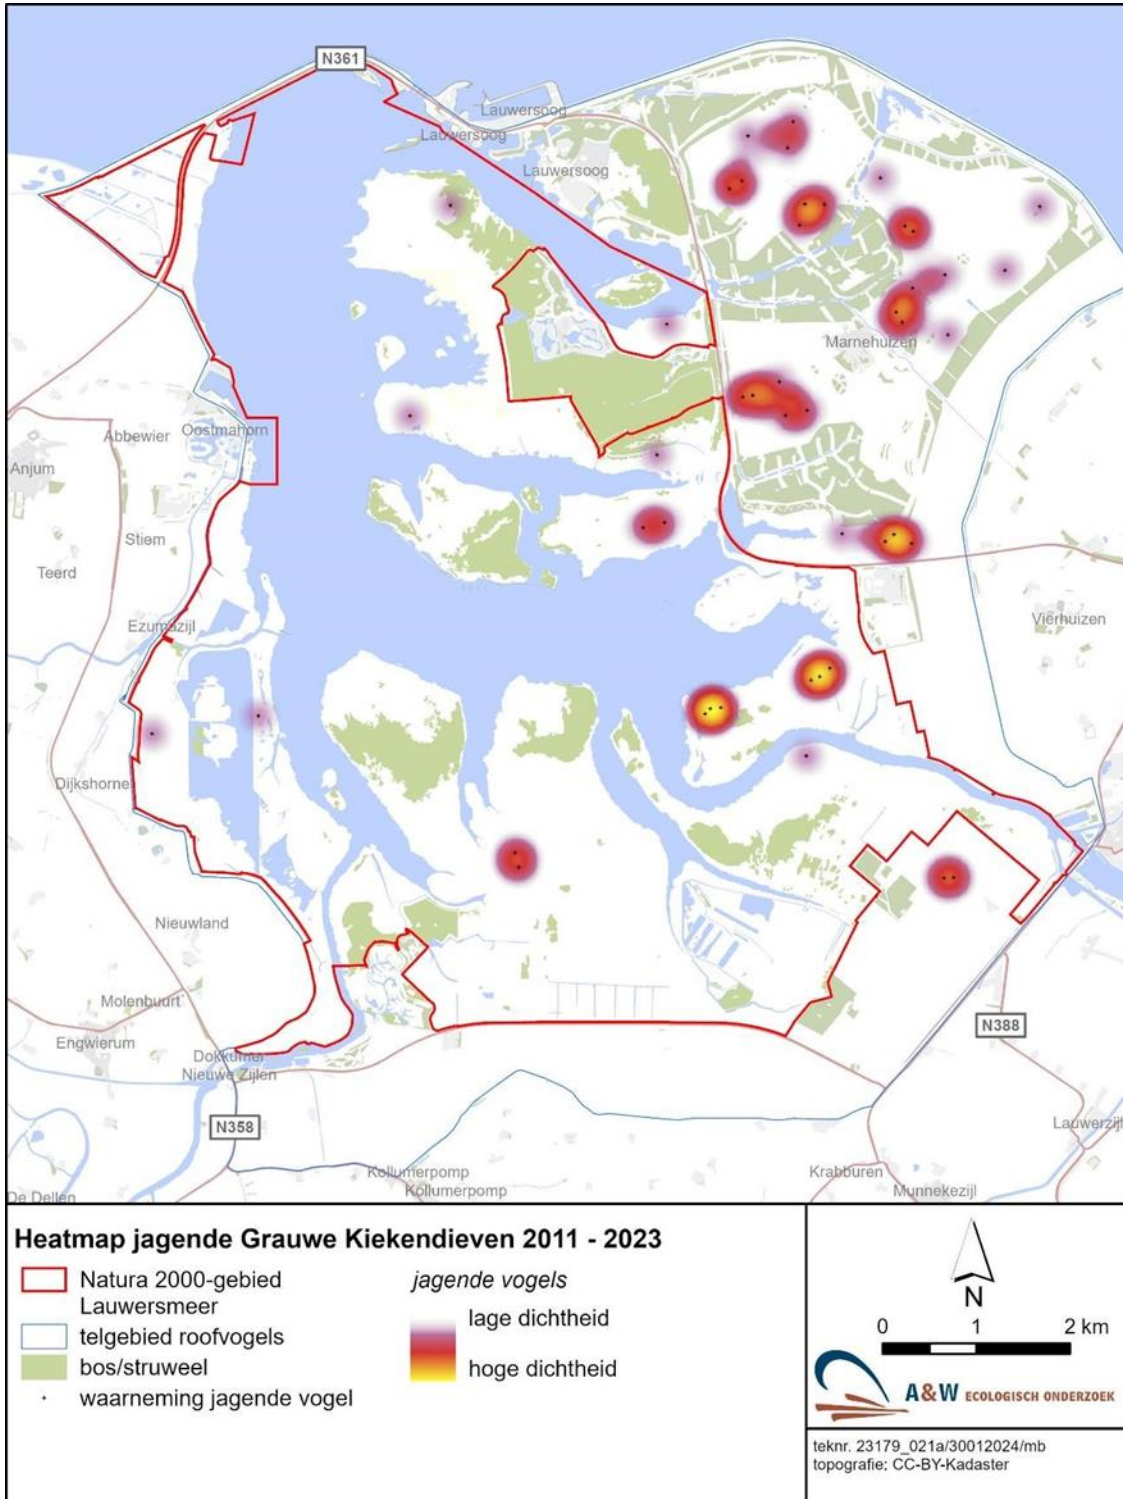 N361
Lauwersoog
Lauwersoog
Lauwersoog
Marnehuizen
Oostmahorn
Abbewier
Anjum
Stiem
Teerd
Ezumazijl
Vierhuizen
Dijkshorne
Nieuwland
Molenbuurt
Engwierum
Dokkumer
Nieuwe Zijlen
N388
N358
Lauwerzijl
Kollumerpomp
Kollumerpomp
Krabburen
Munnekezijl
De Dellen
Heatmap jagende Grauwe Kiekendieven 2011 - 2023
Natura 2000-gebied
Lauwersmeer
telgebied roofvogels
bos/struweel
waarneming jagende vogel
jagende vogels
lage dichtheid
hoge dichtheid
N
0 1 2 km
A&W ECOLOGISCH ONDERZOEK
teknr. 23179_021a/30012024/mb
topografie: CC-BY-Kadaster